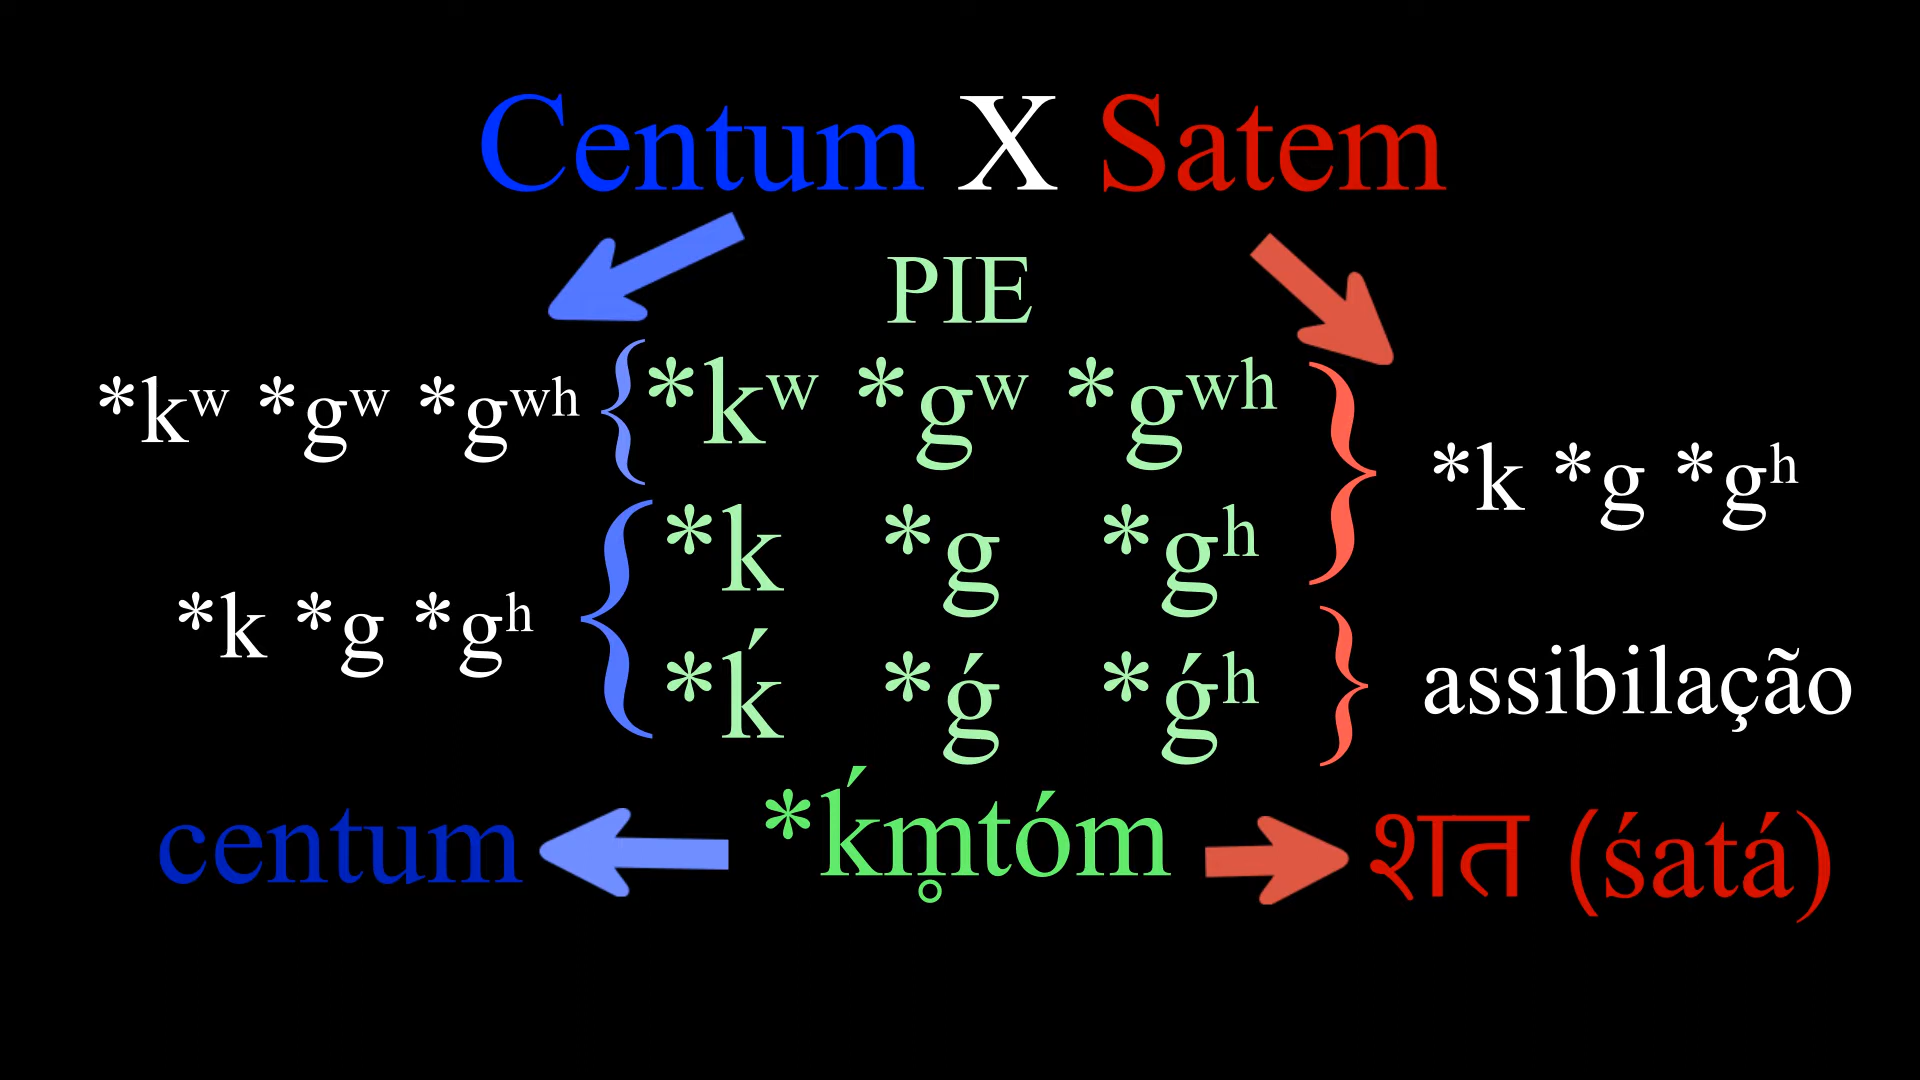 Centum X Satem
PIE
*kʷ *gʷ *gʷʰ { *kʷ *gʷ *gʷʰ } *k *g *gʰ
*k *g *gʰ
*k *g *gʰ { *ḱ *ǵ *ǵʰ } assibilação
centum *ḱm̥tóm शत (śatá)